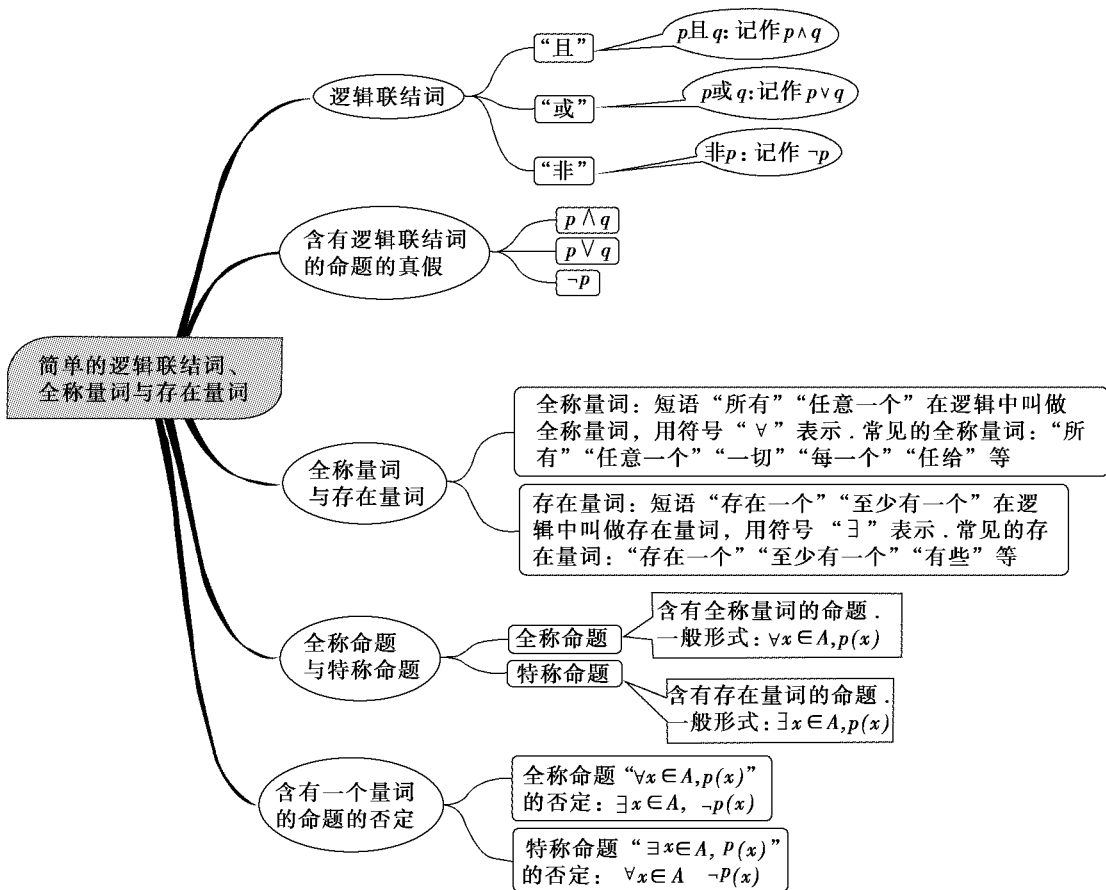 简单的逻辑联结词、
全称量词与存在量词
逻辑联结词
“且”
p且q:记作p∧q
“或”
p或q:记作p∨q
“非”
非p:记作 ¬p
含有逻辑联结词
的命题的真假
p∧q
p∨q
¬p
全称量词
与存在量词
全称量词:短语“所有”“任意一个”在逻辑中叫做
全称量词,用符号“∀”表示.常见的全称量词:“所
有”“任意一个”“一切”“每一个”“任给”等
存在量词:短语“存在一个”“至少有一个”在逻
辑中叫做存在量词,用符号 “∃”表示.常见的存
在量词:“存在一个”“至少有一个”“有些”等
全称命题
与特称命题
全称命题
含有全称量词的命题.
一般形式:∀x∈A,p(x)
特称命题
含有存在量词的命题.
一般形式:∃x∈A,p(x)
含有一个量词
的命题的否定
全称命题“∀x∈A,p(x)”
的否定:∃x∈A, ¬p(x)
特称命题“∃x∈A, P(x)”
的否定: ∀x∈A ¬P(x)